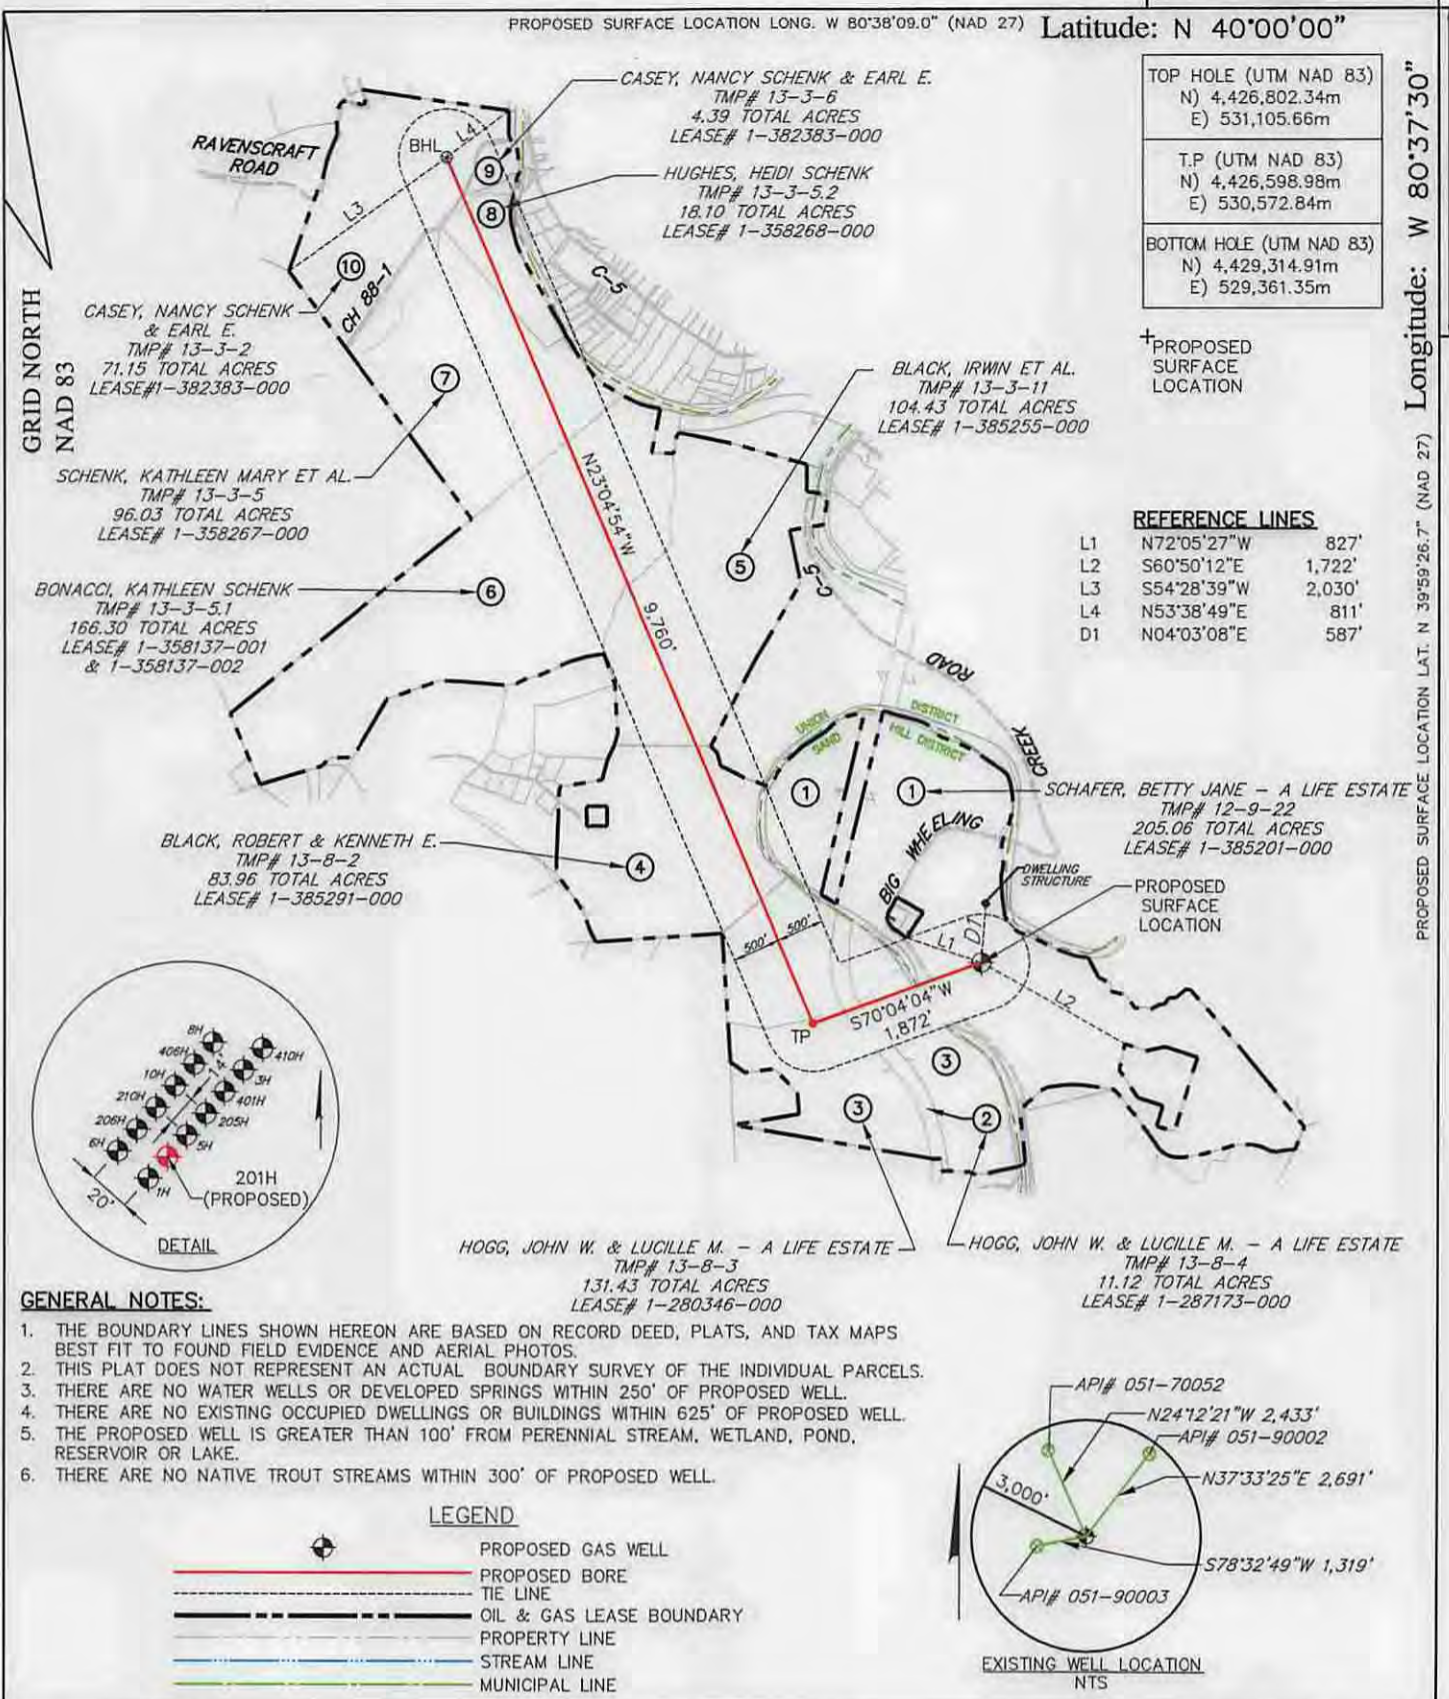 PROPOSED SURFACE LOCATION LONG. W 80°38'09.0" (NAD 27)
Latitude: N 40°00'00"
TOP HOLE (UTM NAD 83)
N) 4,426,802.34m
E) 531,105.66m
T.P (UTM NAD 83)
N) 4,426,598.98m
E) 530,572.84m
BOTTOM HOLE (UTM NAD 83)
N) 4,429,314.91m
E) 529,361.35m
Longitude: W 80°37'30"
PROPOSED SURFACE LOCATION LAT. N 39°59'26.7" (NAD 27)
+PROPOSED
SURFACE
LOCATION
GRID NORTH
NAD 83
RAVENSCRAFT
ROAD
BHL
L4
L3
CASEY, NANCY SCHENK & EARL E.
TMP# 13-3-6
4.39 TOTAL ACRES
LEASE# 1-382383-000
9
HUGHES, HEIDI SCHENK
TMP# 13-3-5.2
18.10 TOTAL ACRES
LEASE# 1-358268-000
8
10
CH 88-1
C-5
CASEY, NANCY SCHENK
& EARL E.
TMP# 13-3-2
71.15 TOTAL ACRES
LEASE#1-382383-000
7
BLACK, IRWIN ET AL.
TMP# 13-3-11
104.43 TOTAL ACRES
LEASE# 1-385255-000
SCHENK, KATHLEEN MARY ET AL.
TMP# 13-3-5
96.03 TOTAL ACRES
LEASE# 1-358267-000
N23°04'54"W
9,760'
5
C-5
REFERENCE LINES
L1 N72°05'27"W 827'
L2 S60°50'12"E 1,722'
L3 S54°28'39"W 2,030'
L4 N53°38'49"E 811'
D1 N04°03'08"E 587'
BONACCI, KATHLEEN SCHENK
TMP# 13-3-5.1
166.30 TOTAL ACRES
LEASE# 1-358137-001
& 1-358137-002
6
ROAD
CREEK
UNION
DISTRICT
SAND
HILL DISTRICT
1
1
SCHAFER, BETTY JANE - A LIFE ESTATE
TMP# 12-9-22
205.06 TOTAL ACRES
LEASE# 1-385201-000
BIG
WHEELING
BLACK, ROBERT & KENNETH E.
TMP# 13-8-2
83.96 TOTAL ACRES
LEASE# 1-385291-000
4
DWELLING
STRUCTURE
PROPOSED
SURFACE
LOCATION
500'
500'
L1
D1
L2
TP
S70°04'04"W
1,872'
3
3
2
8H
406H
410H
10H
14'
3H
210H
401H
206H
205H
6H
5H
1H
20'
201H
(PROPOSED)
DETAIL
HOGG, JOHN W. & LUCILLE M. - A LIFE ESTATE
TMP# 13-8-3
131.43 TOTAL ACRES
LEASE# 1-280346-000
HOGG, JOHN W. & LUCILLE M. - A LIFE ESTATE
TMP# 13-8-4
11.12 TOTAL ACRES
LEASE# 1-287173-000
GENERAL NOTES:
1. THE BOUNDARY LINES SHOWN HEREON ARE BASED ON RECORD DEED, PLATS, AND TAX MAPS
BEST FIT TO FOUND FIELD EVIDENCE AND AERIAL PHOTOS.
2. THIS PLAT DOES NOT REPRESENT AN ACTUAL BOUNDARY SURVEY OF THE INDIVIDUAL PARCELS.
3. THERE ARE NO WATER WELLS OR DEVELOPED SPRINGS WITHIN 250' OF PROPOSED WELL.
4. THERE ARE NO EXISTING OCCUPIED DWELLINGS OR BUILDINGS WITHIN 625' OF PROPOSED WELL.
5. THE PROPOSED WELL IS GREATER THAN 100' FROM PERENNIAL STREAM, WETLAND, POND,
RESERVOIR OR LAKE.
6. THERE ARE NO NATIVE TROUT STREAMS WITHIN 300' OF PROPOSED WELL.
LEGEND
PROPOSED GAS WELL
PROPOSED BORE
TIE LINE
OIL & GAS LEASE BOUNDARY
PROPERTY LINE
STREAM LINE
MUNICIPAL LINE
API# 051-70052
N24°12'21"W 2,433'
API# 051-90002
N37°33'25"E 2,691'
3,000'
S78°32'49"W 1,319'
API# 051-90003
EXISTING WELL LOCATION
NTS